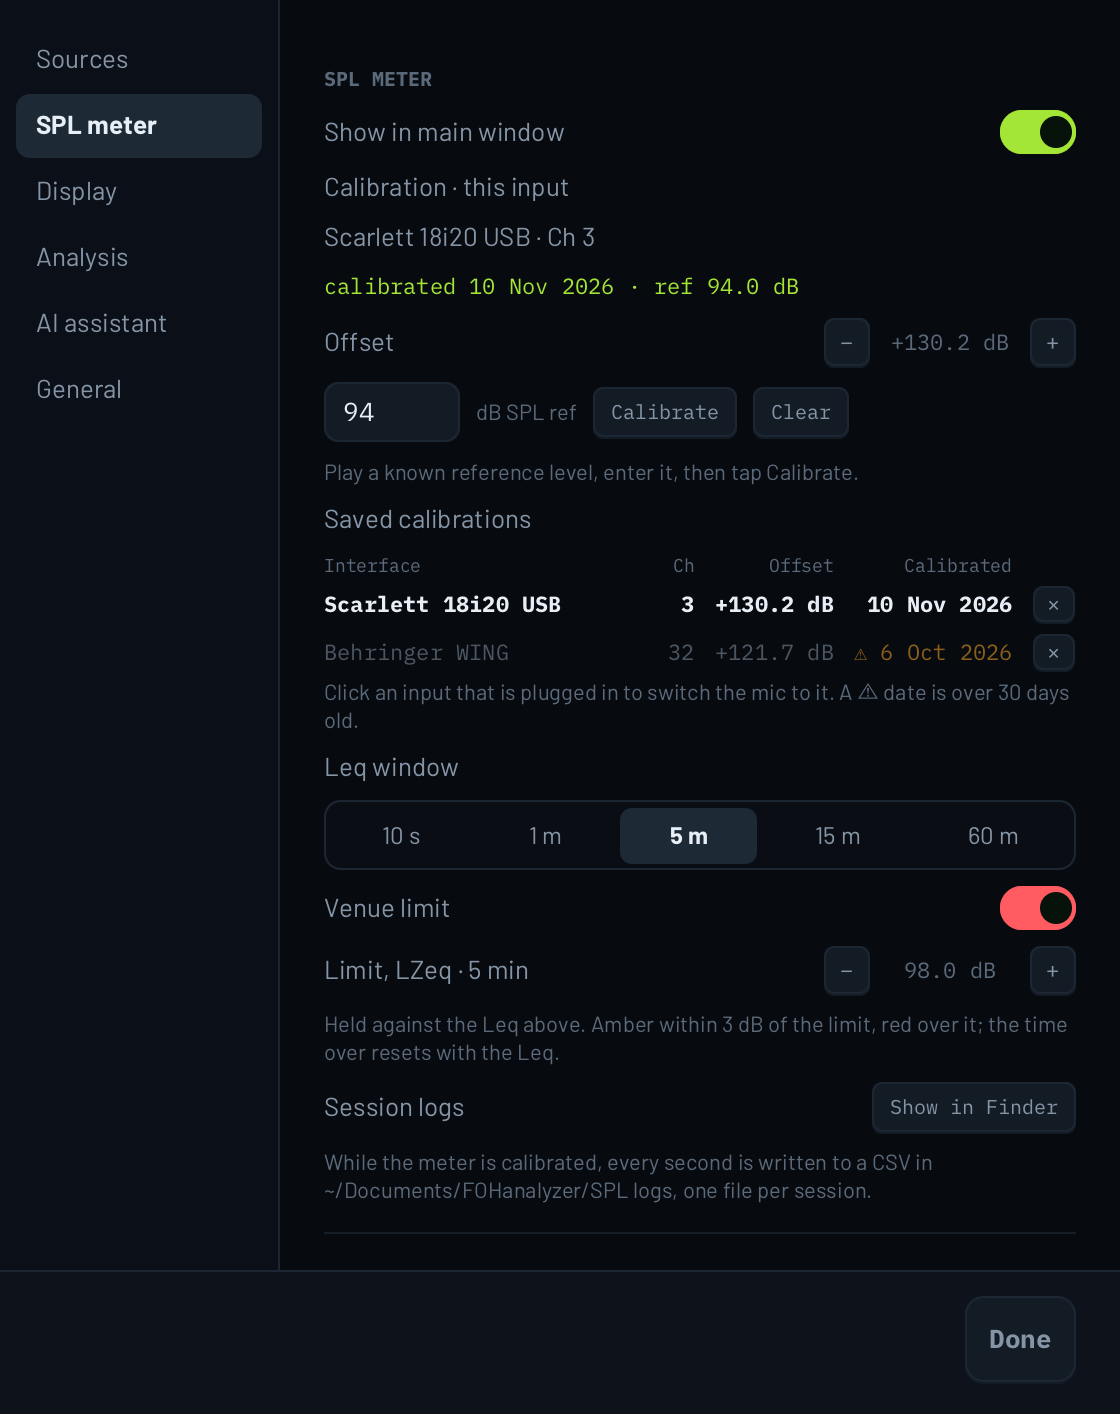 Sources
SPL meter
Display
Analysis
AI assistant
General
SPL METER
Show in main window
Calibration · this input
Scarlett 18i20 USB · Ch 3
calibrated 10 Nov 2026 · ref 94.0 dB
Offset − +130.2 dB +
94 dB SPL ref Calibrate Clear
Play a known reference level, enter it, then tap Calibrate.
Saved calibrations
Interface Ch Offset Calibrated
Scarlett 18i20 USB 3 +130.2 dB 10 Nov 2026 ×
Behringer WING 32 +121.7 dB ⚠ 6 Oct 2026 ×
Click an input that is plugged in to switch the mic to it. A ⚠ date is over 30 days
old.
Leq window
10 s 1 m 5 m 15 m 60 m
Venue limit
Limit, LZeq · 5 min − 98.0 dB +
Held against the Leq above. Amber within 3 dB of the limit, red over it; the time
over resets with the Leq.
Session logs Show in Finder
While the meter is calibrated, every second is written to a CSV in
~/Documents/FOHanalyzer/SPL logs, one file per session.
Done